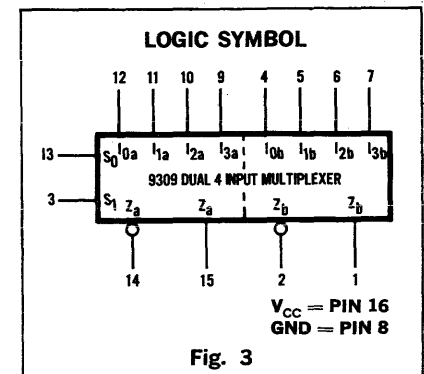 LOGIC SYMBOL
12 11 10 9 4 5 6 7
13 S0 I0a I1a I2a I3a I0b I1b I2b I3b
9309 DUAL 4 INPUT MULTIPLEXER
3 S1 Za Za Zb Zb
14 15 2 1
VCC = PIN 16
GND = PIN 8
Fig. 3